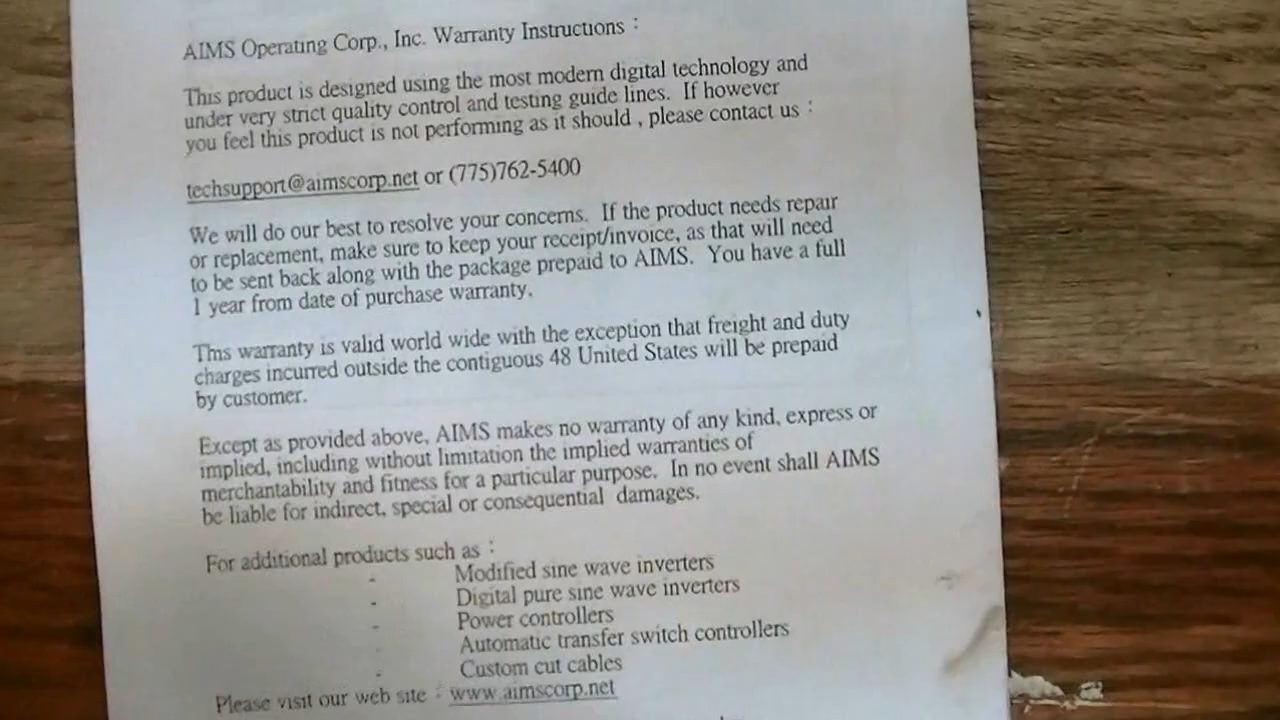 AIMS Operating Corp., Inc. Warranty Instructions :
This product is designed using the most modern digital technology and
under very strict quality control and testing guide lines. If however
you feel this product is not performing as it should , please contact us :
techsupport@aimscorp.net or (775)762-5400
We will do our best to resolve your concerns. If the product needs repair
or replacement, make sure to keep your receipt/invoice, as that will need
to be sent back along with the package prepaid to AIMS. You have a full
1 year from date of purchase warranty.
This warranty is valid world wide with the exception that freight and duty
charges incurred outside the contiguous 48 United States will be prepaid
by customer.
Except as provided above, AIMS makes no warranty of any kind, express or
implied, including without limitation the implied warranties of
merchantability and fitness for a particular purpose. In no event shall AIMS
be liable for indirect, special or consequential damages.
For additional products such as :
- Modified sine wave inverters
- Digital pure sine wave inverters
- Power controllers
- Automatic transfer switch controllers
- Custom cut cables
Please visit our web site : www.aimscorp.net